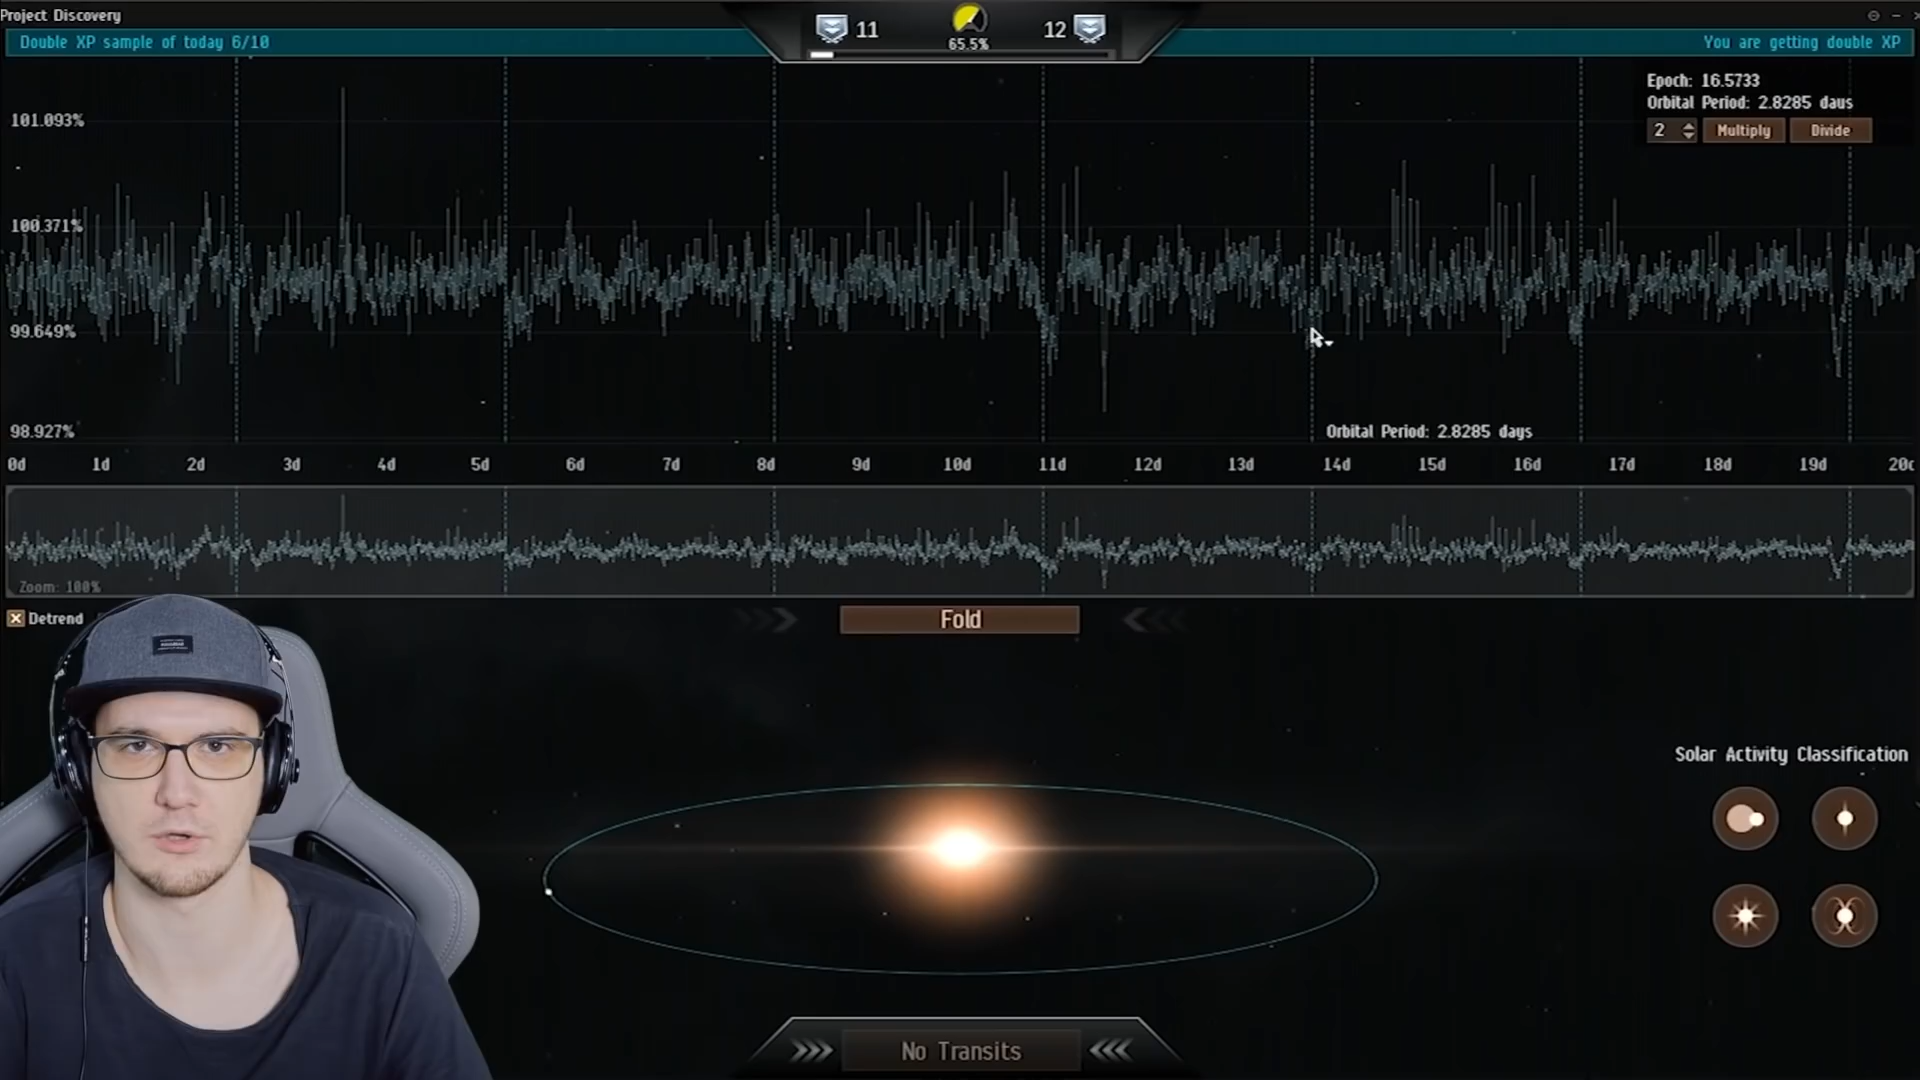 Project Discovery
Double XP sample of today 6/10
11
65.5%
12
You are getting double XP
Epoch: 16.5733
Orbital Period: 2.8285 daus
2
Multiply
Divide
101.093%
100.371%
99.649%
98.927%
Orbital Period: 2.8285 days
0d 1d 2d 3d 4d 5d 6d 7d 8d 9d 10d 11d 12d 13d 14d 15d 16d 17d 18d 19d 20d
Zoom: 100%
Detrend
Fold
Solar Activity Classification
No Transits